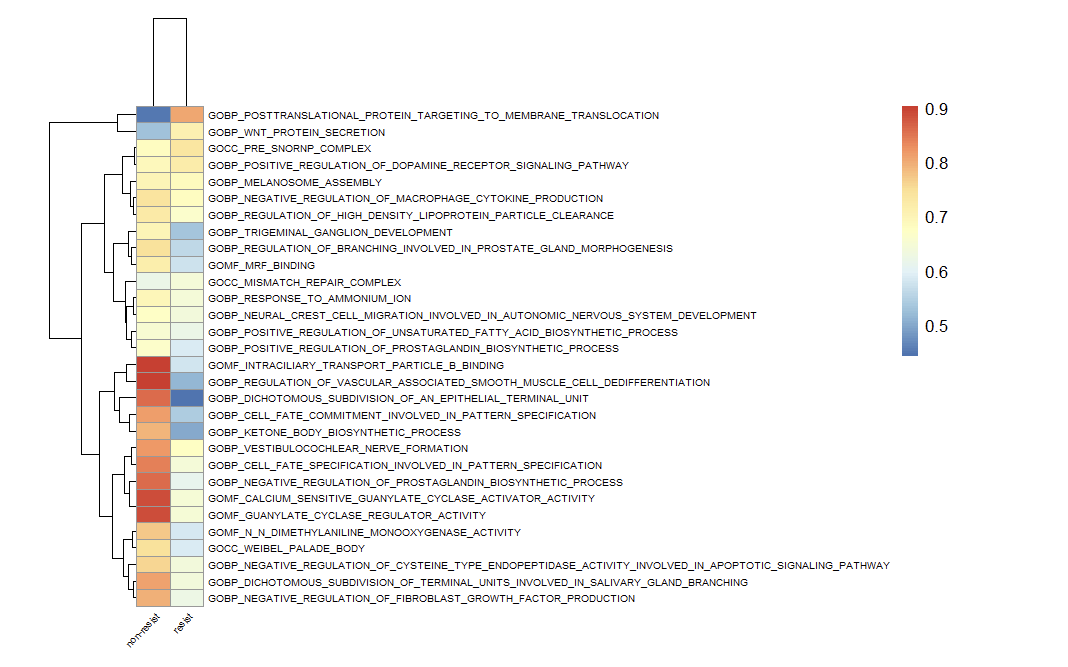 GOBP_POSTTRANSLATIONAL_PROTEIN_TARGETING_TO_MEMBRANE_TRANSLOCATION
GOBP_WNT_PROTEIN_SECRETION
GOCC_PRE_SNORNP_COMPLEX
GOBP_POSITIVE_REGULATION_OF_DOPAMINE_RECEPTOR_SIGNALING_PATHWAY
GOBP_MELANOSOME_ASSEMBLY
GOBP_NEGATIVE_REGULATION_OF_MACROPHAGE_CYTOKINE_PRODUCTION
GOBP_REGULATION_OF_HIGH_DENSITY_LIPOPROTEIN_PARTICLE_CLEARANCE
GOBP_TRIGEMINAL_GANGLION_DEVELOPMENT
GOBP_REGULATION_OF_BRANCHING_INVOLVED_IN_PROSTATE_GLAND_MORPHOGENESIS
GOMF_MRF_BINDING
GOCC_MISMATCH_REPAIR_COMPLEX
GOBP_RESPONSE_TO_AMMONIUM_ION
GOBP_NEURAL_CREST_CELL_MIGRATION_INVOLVED_IN_AUTONOMIC_NERVOUS_SYSTEM_DEVELOPMENT
GOBP_POSITIVE_REGULATION_OF_UNSATURATED_FATTY_ACID_BIOSYNTHETIC_PROCESS
GOBP_POSITIVE_REGULATION_OF_PROSTAGLANDIN_BIOSYNTHETIC_PROCESS
GOMF_INTRACILIARY_TRANSPORT_PARTICLE_B_BINDING
GOBP_REGULATION_OF_VASCULAR_ASSOCIATED_SMOOTH_MUSCLE_CELL_DEDIFFERENTIATION
GOBP_DICHOTOMOUS_SUBDIVISION_OF_AN_EPITHELIAL_TERMINAL_UNIT
GOBP_CELL_FATE_COMMITMENT_INVOLVED_IN_PATTERN_SPECIFICATION
GOBP_KETONE_BODY_BIOSYNTHETIC_PROCESS
GOBP_VESTIBULOCOCHLEAR_NERVE_FORMATION
GOBP_CELL_FATE_SPECIFICATION_INVOLVED_IN_PATTERN_SPECIFICATION
GOBP_NEGATIVE_REGULATION_OF_PROSTAGLANDIN_BIOSYNTHETIC_PROCESS
GOMF_CALCIUM_SENSITIVE_GUANYLATE_CYCLASE_ACTIVATOR_ACTIVITY
GOMF_GUANYLATE_CYCLASE_REGULATOR_ACTIVITY
GOMF_N_N_DIMETHYLANILINE_MONOOXYGENASE_ACTIVITY
GOCC_WEIBEL_PALADE_BODY
GOBP_NEGATIVE_REGULATION_OF_CYSTEINE_TYPE_ENDOPEPTIDASE_ACTIVITY_INVOLVED_IN_APOPTOTIC_SIGNALING_PATHWAY
GOBP_DICHOTOMOUS_SUBDIVISION_OF_TERMINAL_UNITS_INVOLVED_IN_SALIVARY_GLAND_BRANCHING
GOBP_NEGATIVE_REGULATION_OF_FIBROBLAST_GROWTH_FACTOR_PRODUCTION
non-resist
resist
0.9
0.8
0.7
0.6
0.5